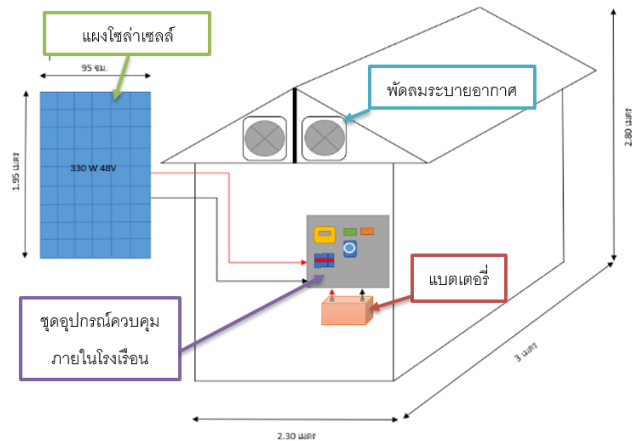 แผงโซล่าเซลล์
95 ซม.
พัดลมระบายอากาศ
1.95 เมตร
330 W 48V
2.80 เมตร
แบตเตอรี่
ชุดอุปกรณ์ควบคุม
ภายในโรงเรือน
3 เมตร
2.30 เมตร